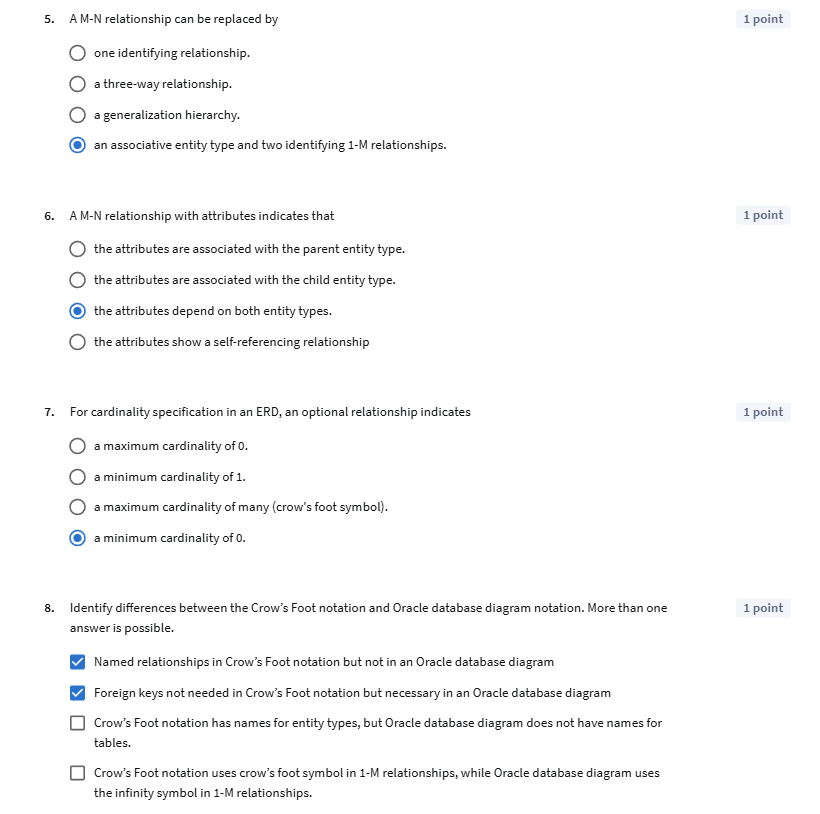 5. A M-N relationship can be replaced by 1 point
one identifying relationship.
a three-way relationship.
a generalization hierarchy.
an associative entity type and two identifying 1-M relationships.
6. A M-N relationship with attributes indicates that 1 point
the attributes are associated with the parent entity type.
the attributes are associated with the child entity type.
the attributes depend on both entity types.
the attributes show a self-referencing relationship
7. For cardinality specification in an ERD, an optional relationship indicates 1 point
a maximum cardinality of 0.
a minimum cardinality of 1.
a maximum cardinality of many (crow's foot symbol).
a minimum cardinality of 0.
8. Identify differences between the Crow’s Foot notation and Oracle database diagram notation. More than one 1 point
answer is possible.
Named relationships in Crow’s Foot notation but not in an Oracle database diagram
Foreign keys not needed in Crow’s Foot notation but necessary in an Oracle database diagram
Crow’s Foot notation has names for entity types, but Oracle database diagram does not have names for
tables.
Crow’s Foot notation uses crow’s foot symbol in 1-M relationships, while Oracle database diagram uses
the infinity symbol in 1-M relationships.